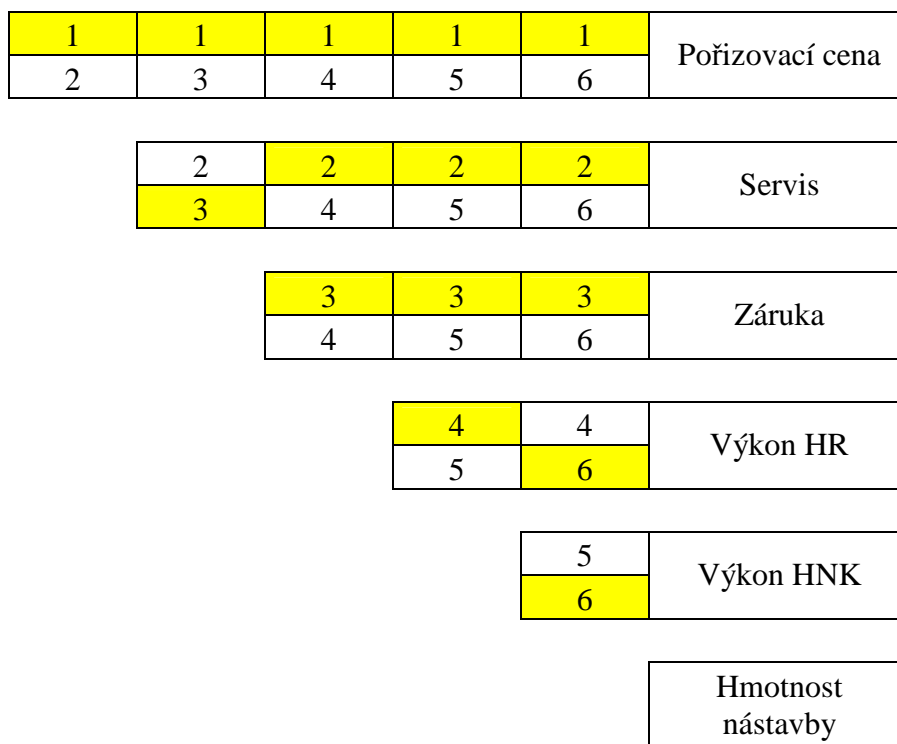 1 1 1 1 1 Pořizovací cena
2 3 4 5 6
2 2 2 2 Servis
3 4 5 6
3 3 3 Záruka
4 5 6
4 4 Výkon HR
5 6
5 Výkon HNK
6
Hmotnost
nástavby